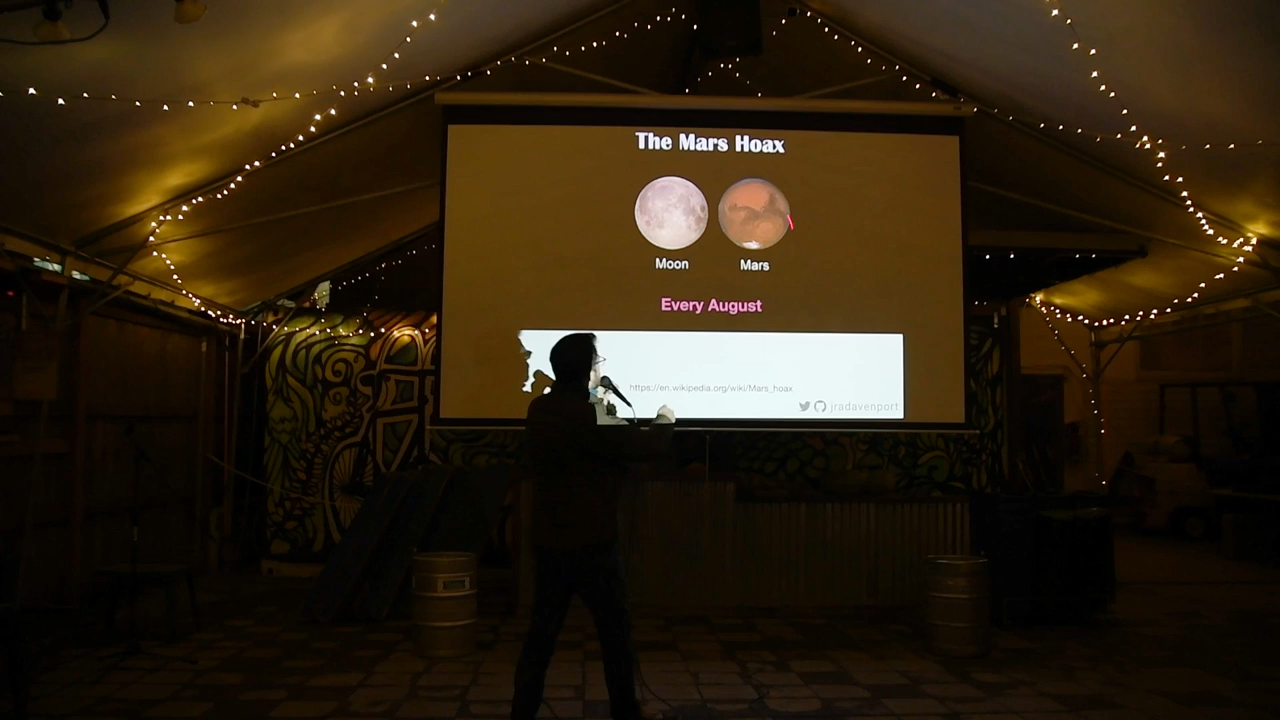 The Mars Hoax
Moon
Mars
Every August
https://en.wikipedia.org/wiki/Mars_hoax
jradavenport